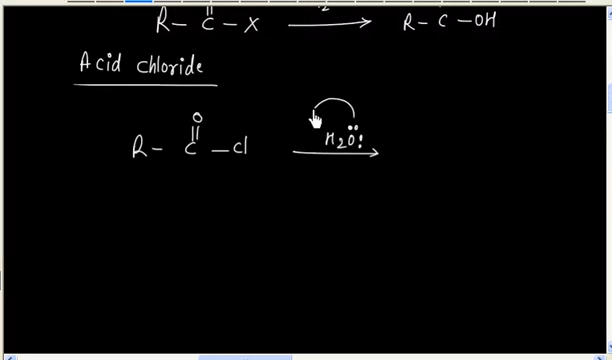 R – C – X → R – C – OH
Acid chloride
O
R – C – Cl H2O: